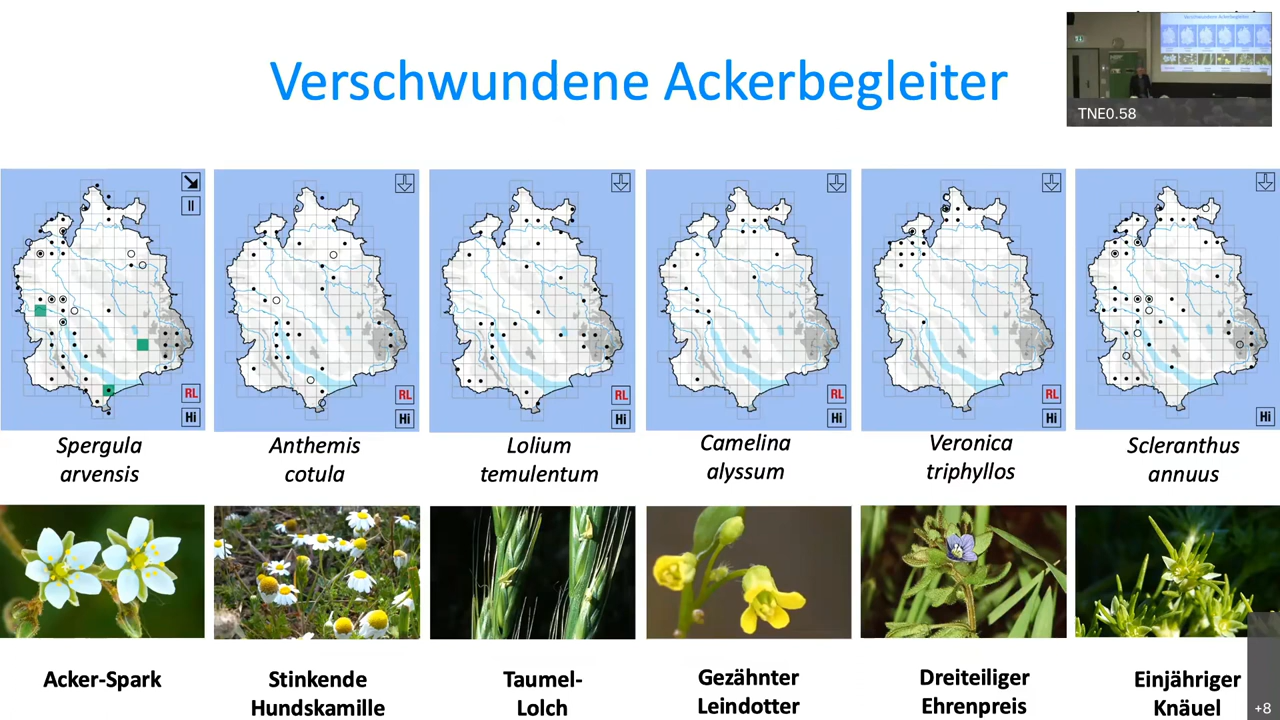 Verschwundene Ackerbegleiter
TNE0.58
II
RL
Hi
Hi
RL
Hi
RL
Hi
RL
Hi
Hi
Spergula
arvensis
Anthemis
cotula
Lolium
temulentum
Camelina
alyssum
Veronica
triphyllos
Scleranthus
annuus
Acker-Spark
Stinkende
Hundskamille
Taumel-
Lolch
Gezähnter
Leindotter
Dreiteiliger
Ehrenpreis
Einjähriger
Knäuel
+8